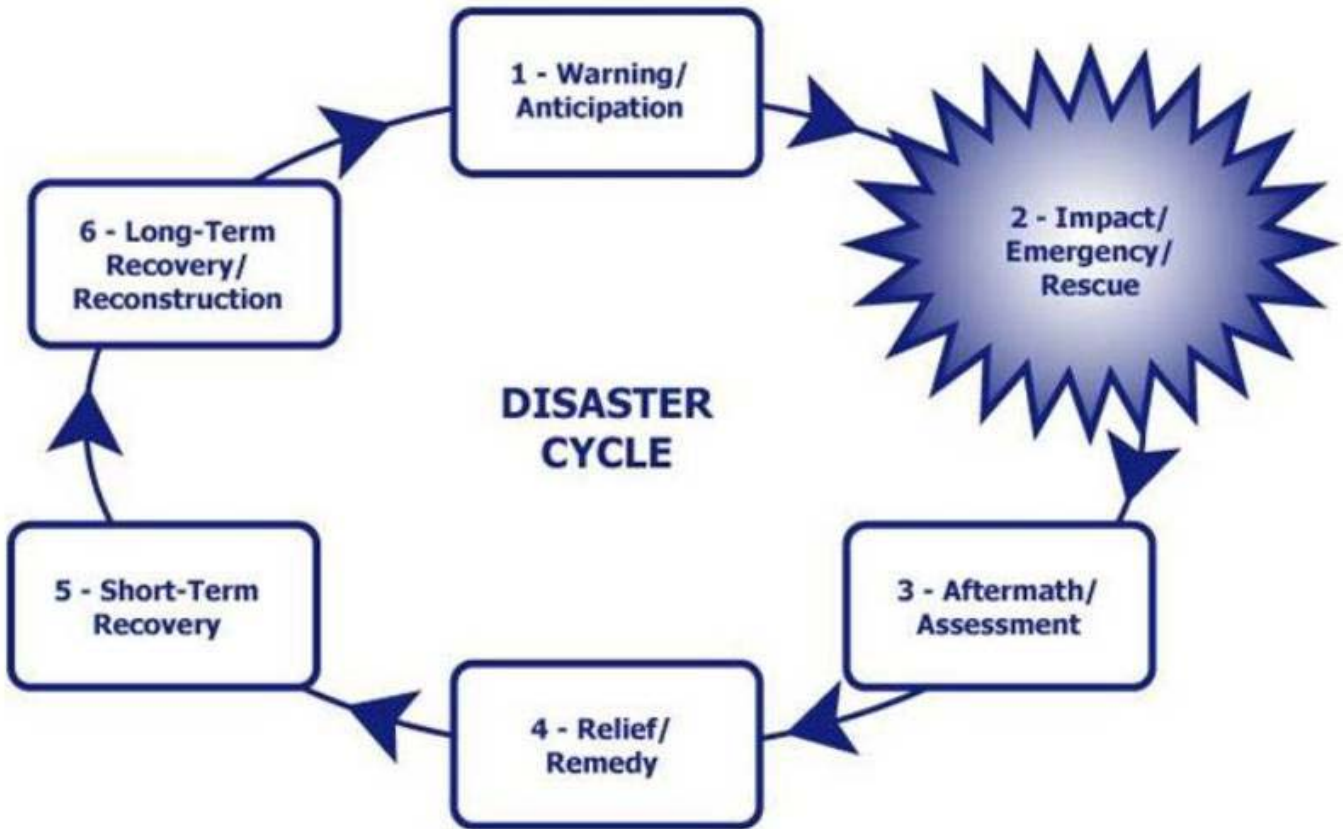 1 - Warning/
Anticipation
2 - Impact/
Emergency/
Rescue
3 - Aftermath/
Assessment
4 - Relief/
Remedy
5 - Short-Term
Recovery
6 - Long-Term
Recovery/
Reconstruction
DISASTER
CYCLE